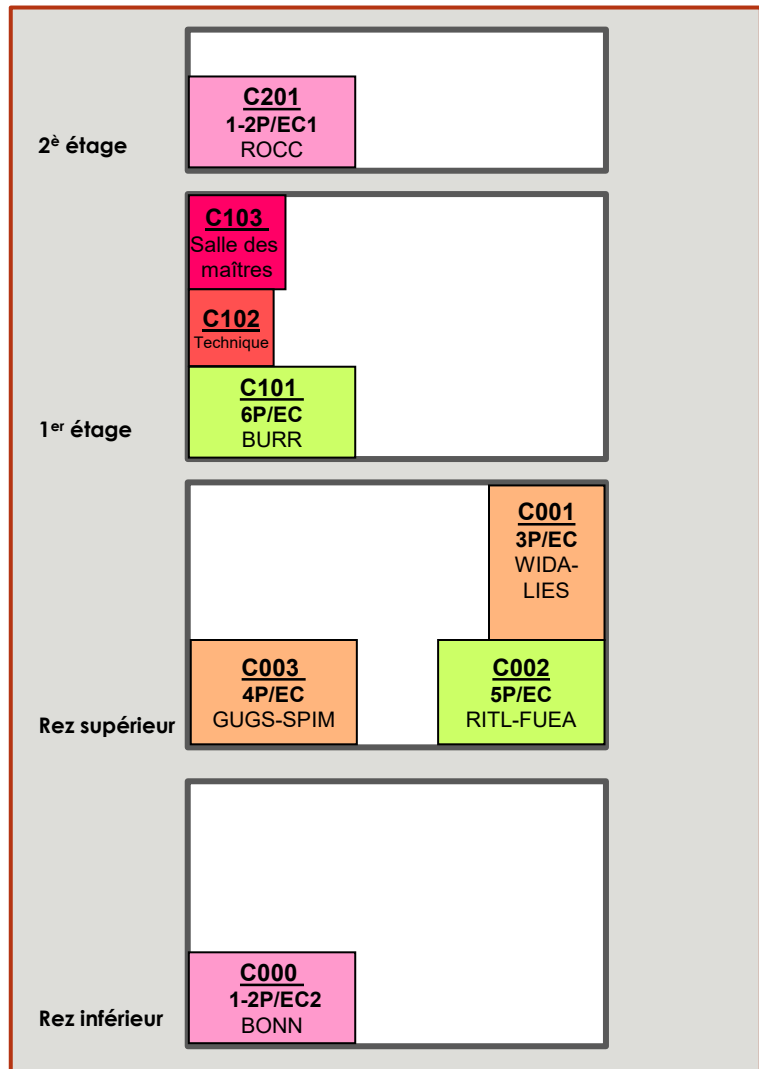 C201
1-2P/EC1
ROCC
2è étage
C103
Salle des
maîtres
C102
Technique
C101
6P/EC
BURR
1er étage
C001
3P/EC
WIDA-
LIES
C003
4P/EC
GUGS-SPIM
C002
5P/EC
RITL-FUEA
Rez supérieur
C000
1-2P/EC2
BONN
Rez inférieur